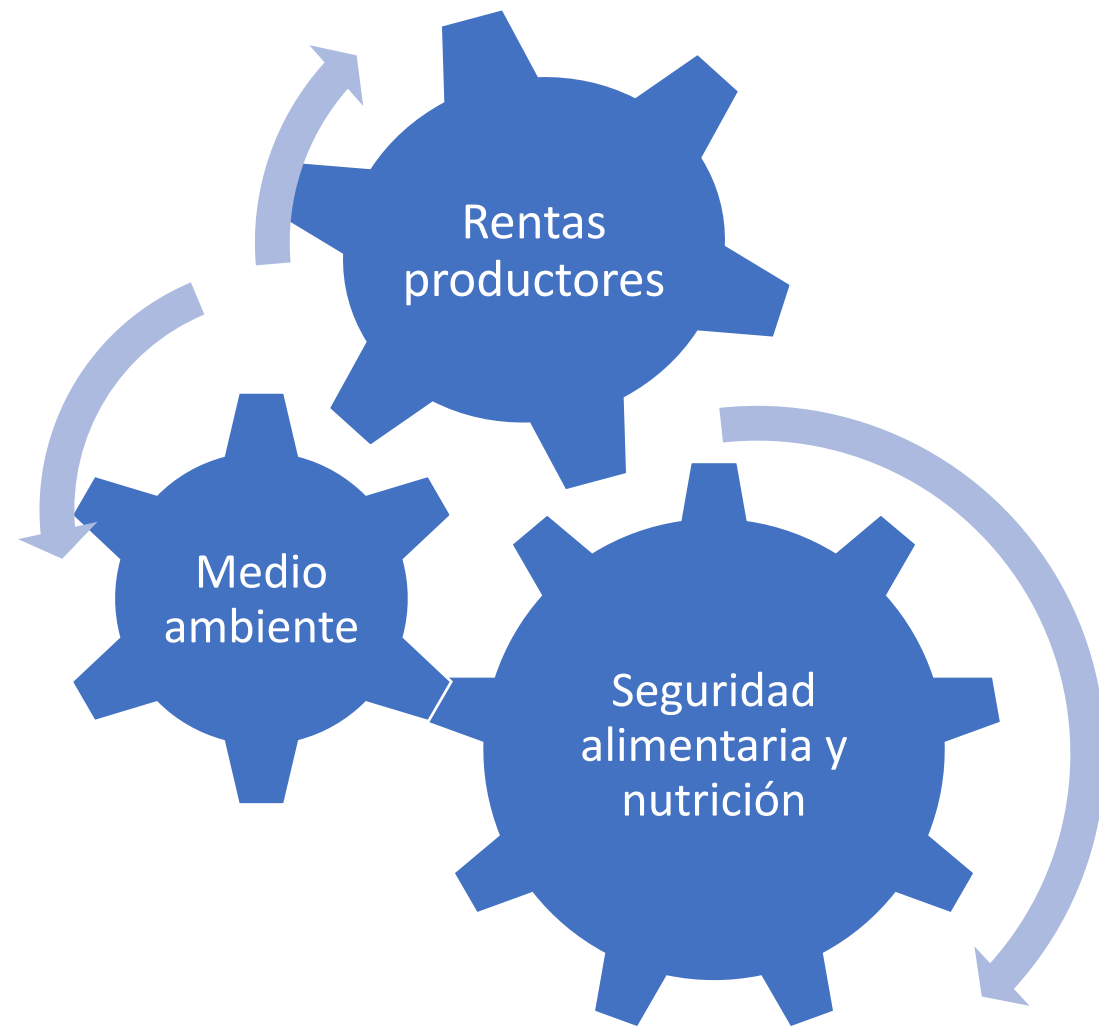 Rentas
productores
Medio
ambiente
Seguridad
alimentaria y
nutrición